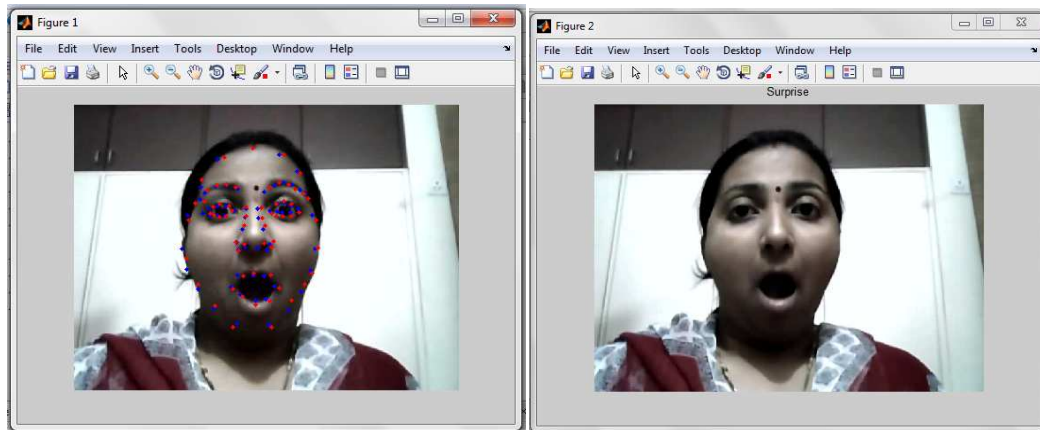 Figure 1
File Edit View Insert Tools Desktop Window Help
Figure 2
File Edit View Insert Tools Desktop Window Help
Surprise